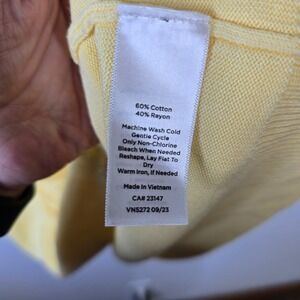 60% Cotton
40% Rayon
Machine Wash Cold
Gentle Cycle
Only Non-Chlorine
Bleach When Needed
Reshape, Lay Flat To
Dry
Warm Iron, If Needed
Made In Vietnam
CA# 23147
VN5272 09/23